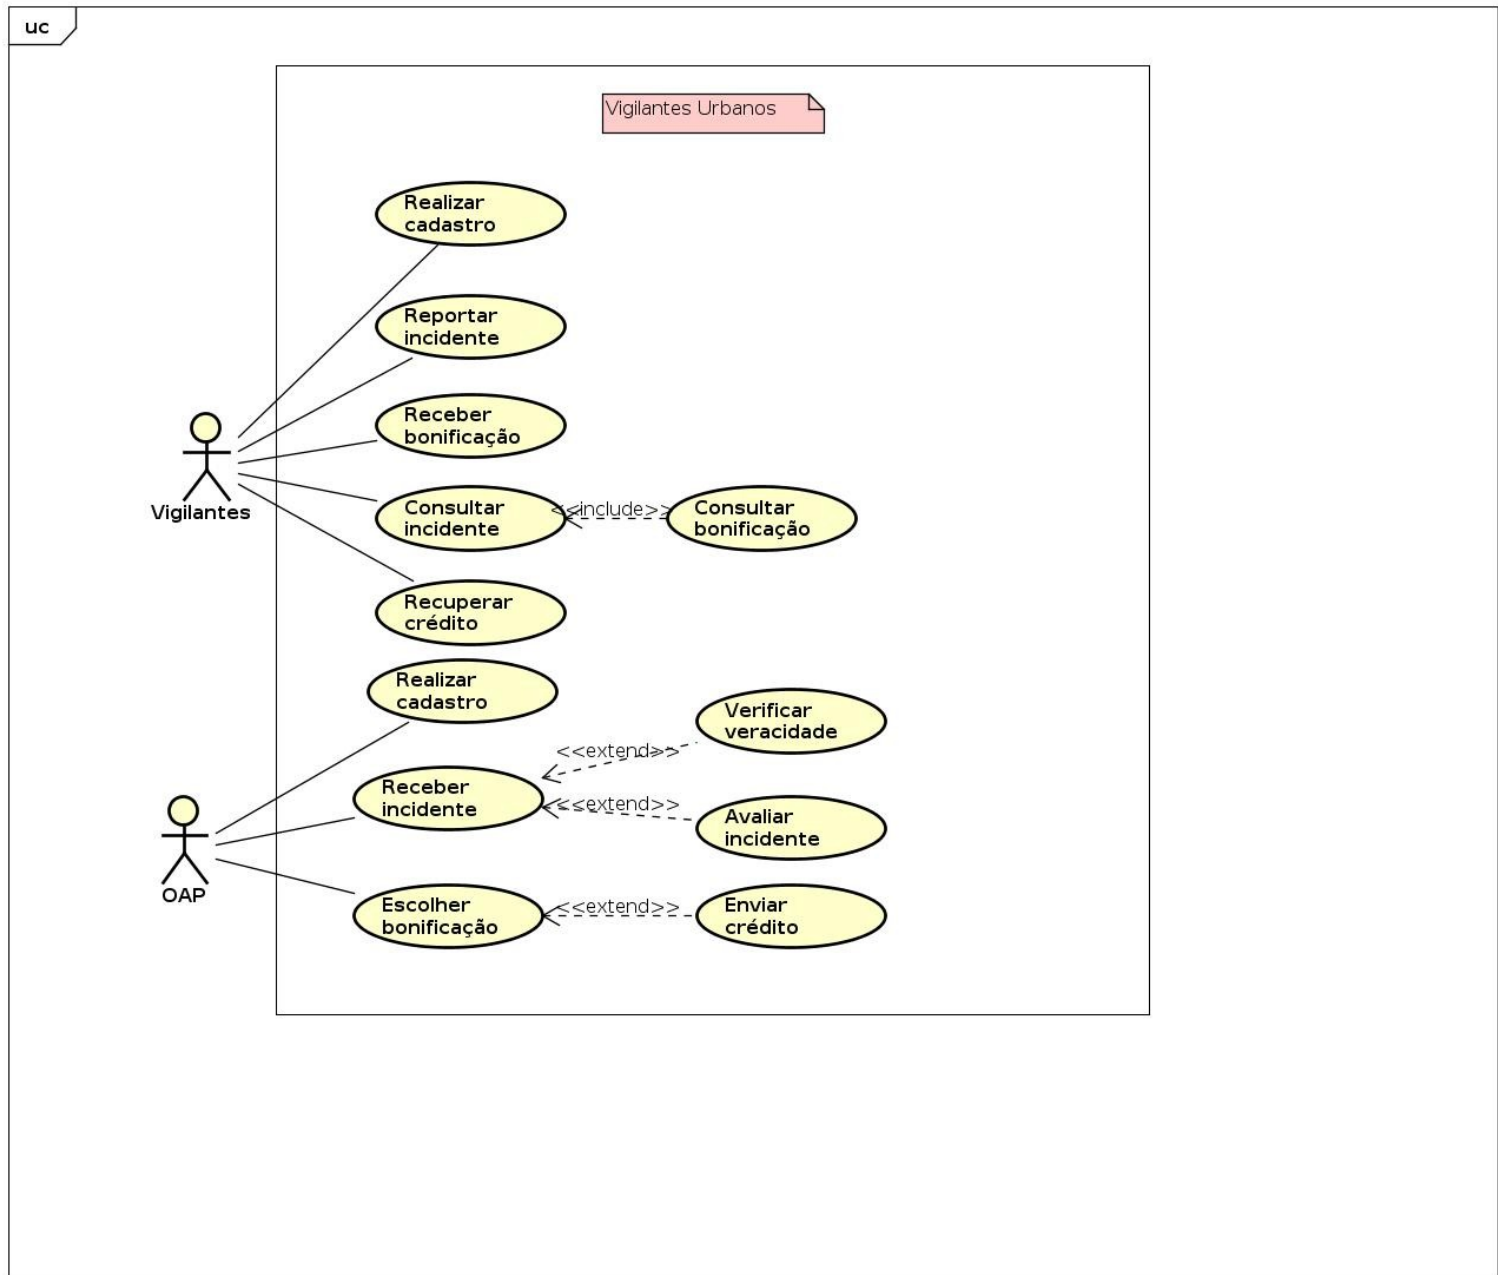 uc
Vigilantes Urbanos
Realizar
cadastro
Reportar
incidente
Receber
bonificação
Consultar
incidente
<<include>>
Consultar
bonificação
Vigilantes
Recuperar
crédito
Realizar
cadastro
Verificar
veracidade
<<extend>>
Receber
incidente
<<extend>>
Avaliar
incidente
OAP
Escolher
bonificação
<<extend>>
Enviar
crédito